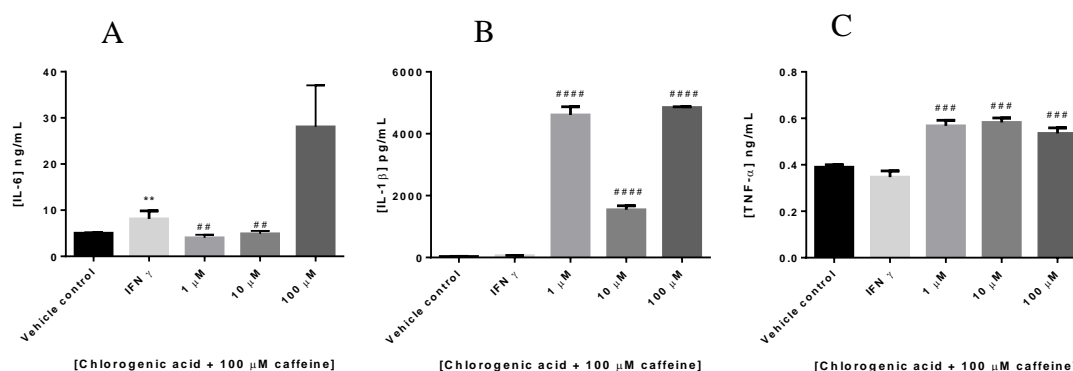 A
[IL-6] ng/mL
40
30
20
10
0
**
##
##
Vehicle control
IFN γ
1 μM
10 μM
100 μM
[Chlorogenic acid + 100 μM caffeine]
B
[IL-1β] pg/mL
6000
4000
2000
0
####
####
####
Vehicle control
IFN γ
1 μM
10 μM
100 μM
[Chlorogenic acid + 100 μM caffeine]
C
[TNF-α] ng/mL
0.8
0.6
0.4
0.2
0.0
###
###
###
Vehicle control
IFN γ
1 μM
10 μM
100 μM
[Chlorogenic acid + 100 μM caffeine]